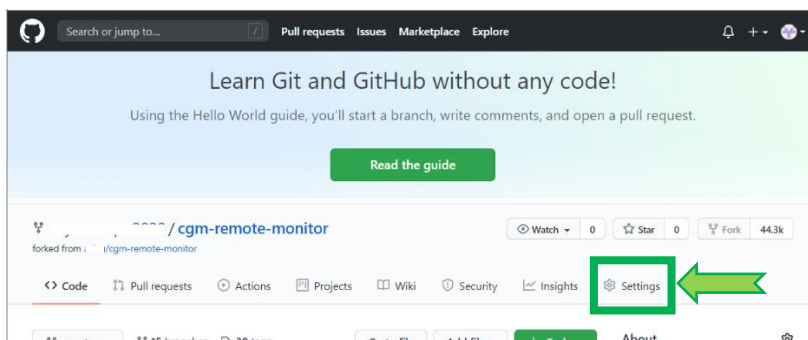 Search or jump to... / Pull requests Issues Marketplace Explore
Learn Git and GitHub without any code!
Using the Hello World guide, you'll start a branch, write comments, and open a pull request.
Read the guide
/ cgm-remote-monitor Watch 0 Star 0 Fork 44.3k
forked from /cgm-remote-monitor
Code Pull requests Actions Projects Wiki Security Insights Settings
About